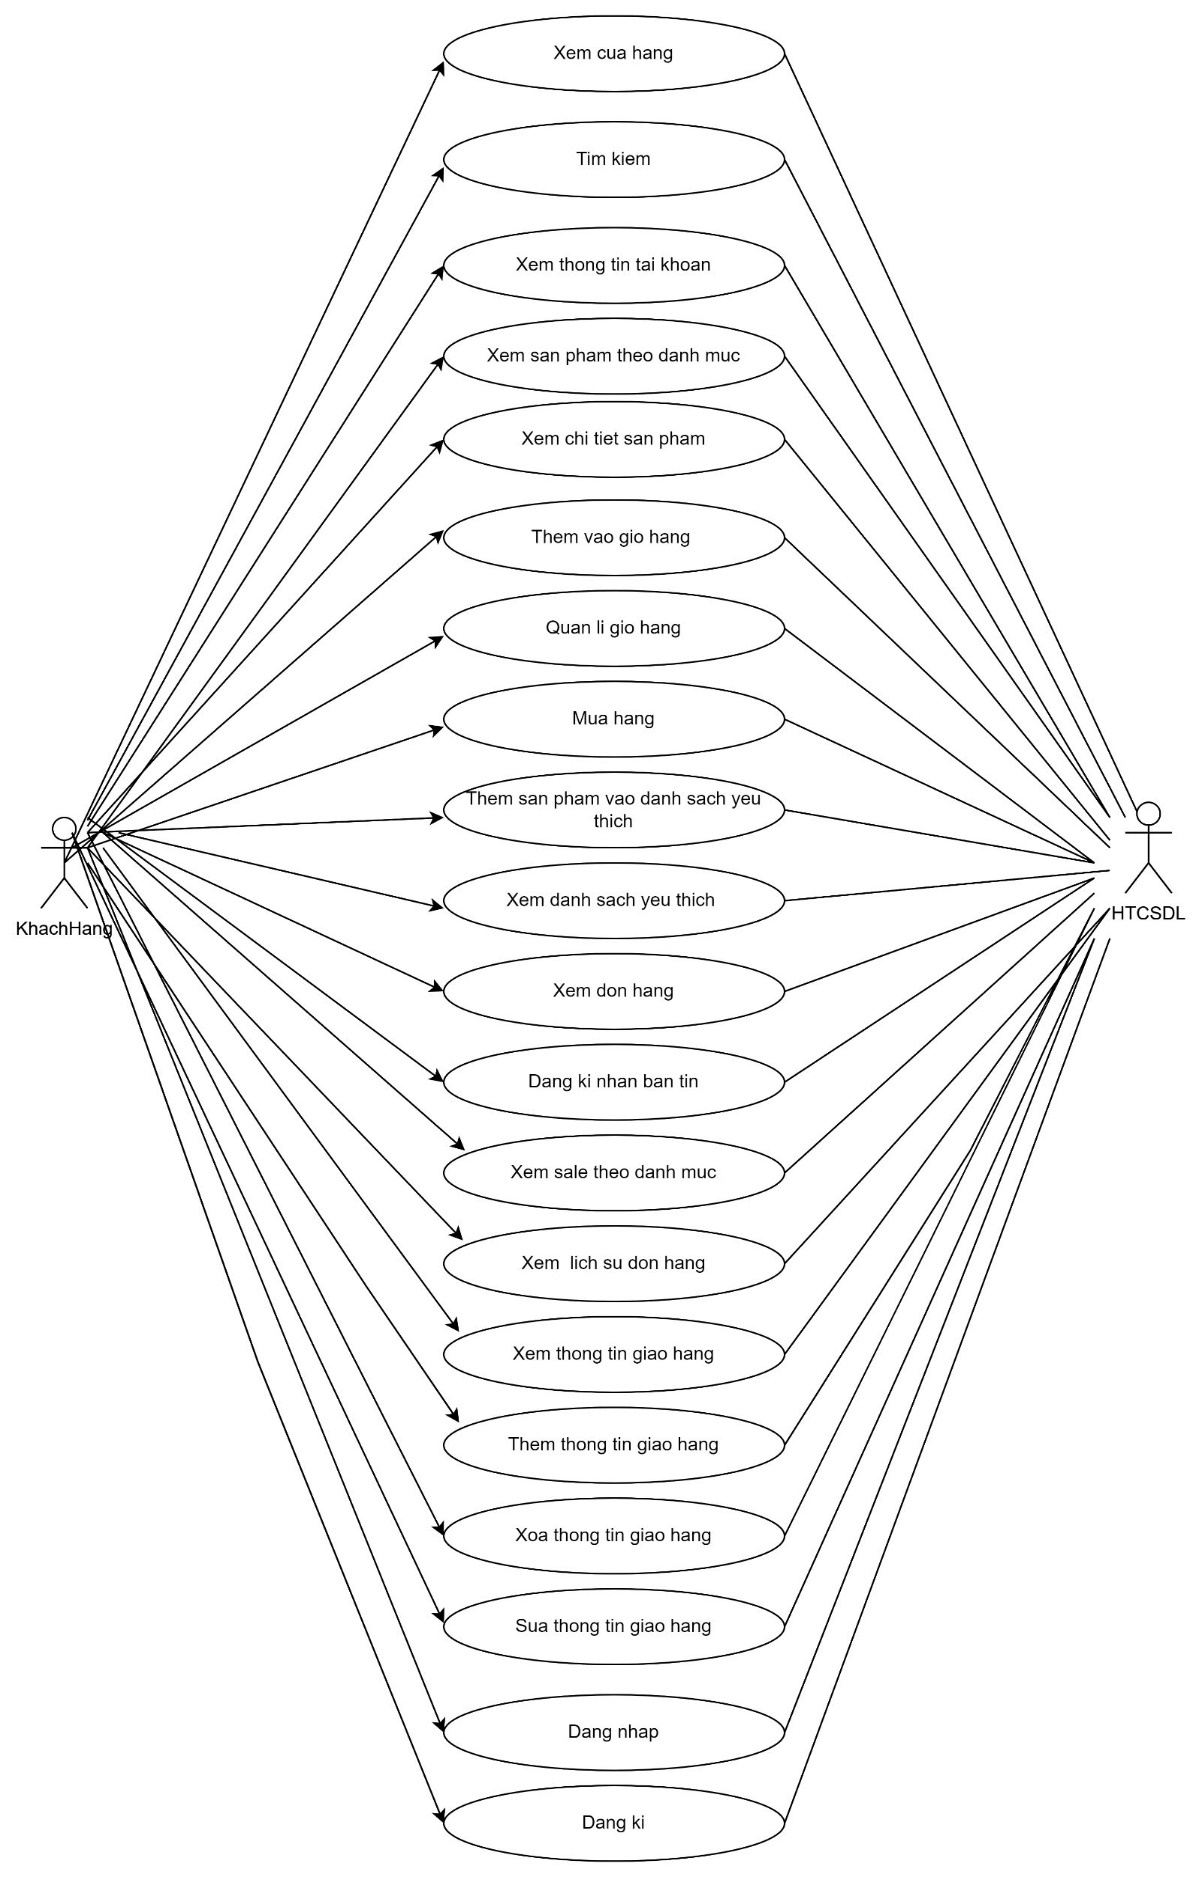 Xem cua hang
Tim kiem
Xem thong tin tai khoan
Xem san pham theo danh muc
Xem chi tiet san pham
Them vao gio hang
Quan li gio hang
Mua hang
Them san pham vao danh sach yeu
thich
Xem danh sach yeu thich
KhachHang
HTCSDL
Xem don hang
Dang ki nhan ban tin
Xem sale theo danh muc
Xem  lich su don hang
Xem thong tin giao hang
Them thong tin giao hang
Xoa thong tin giao hang
Sua thong tin giao hang
Dang nhap
Dang ki